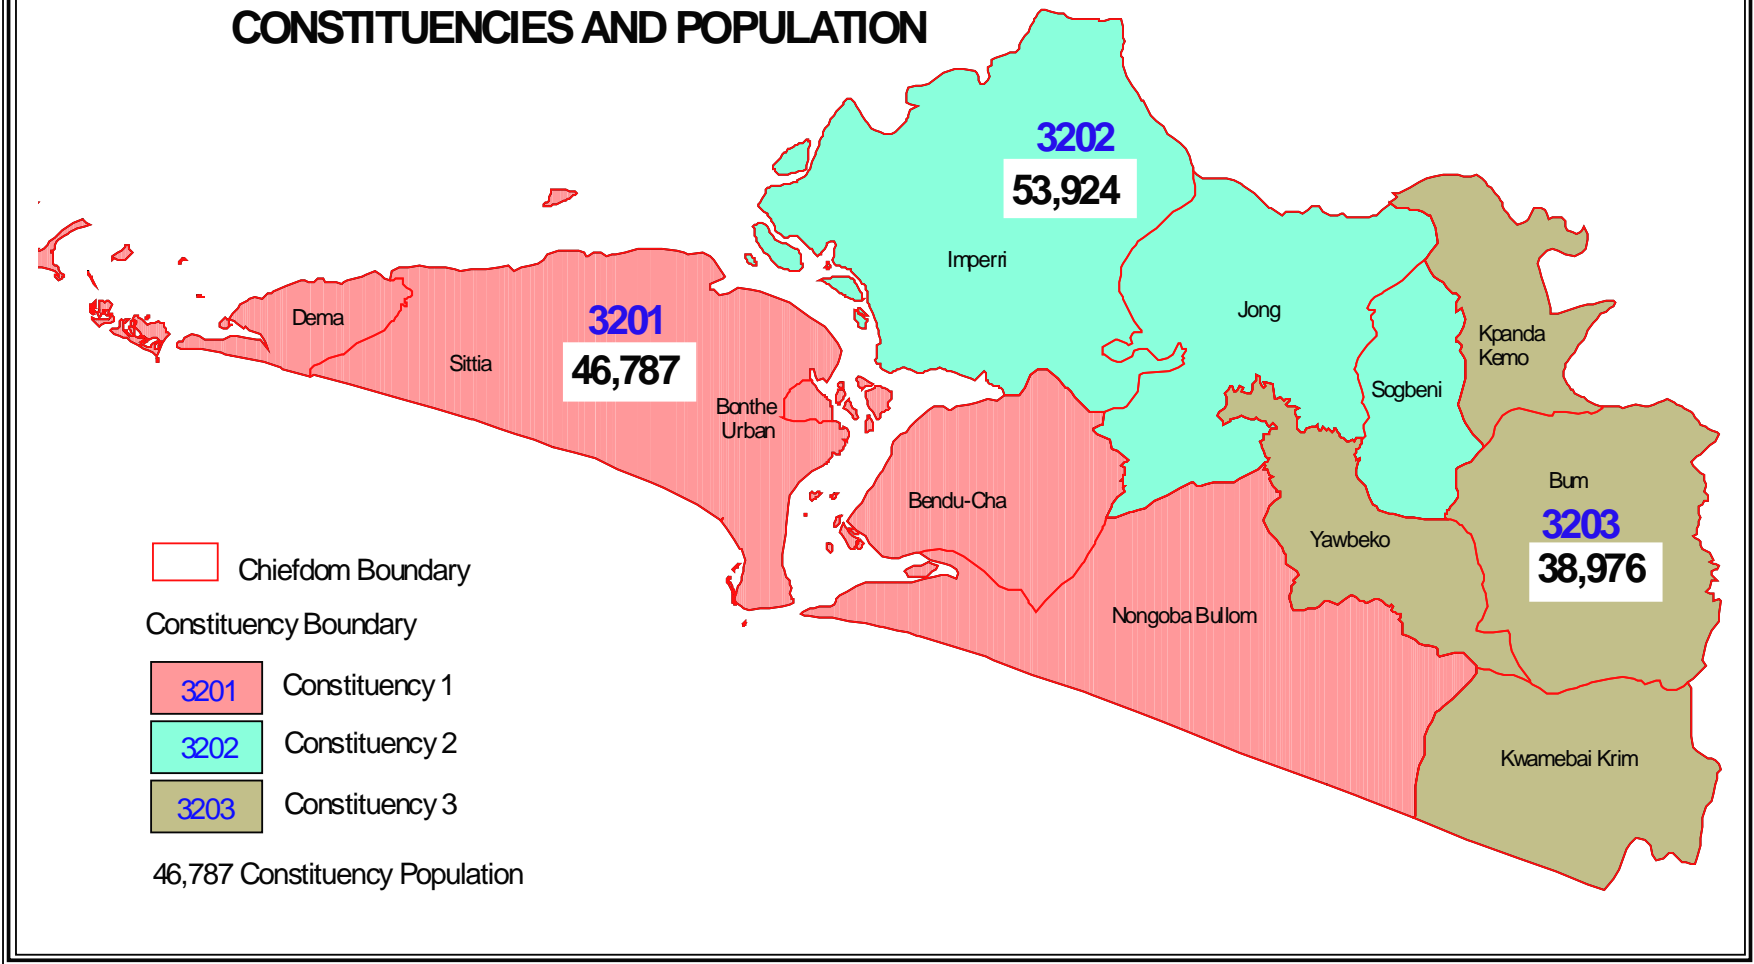 CONSTITUENCIES AND POPULATION
3202
53,924
Imperri
Jong
Dema
3201
46,787
Sittia
Bonthe
Urban
Kpanda
Kemo
Sogbeni
Bendu-Cha
Bum
3203
38,976
Yawbeko
Nongoba Bullom
Kwamebai Krim
Chiefdom Boundary
Constituency Boundary
3201 Constituency 1
3202 Constituency 2
3203 Constituency 3
46,787 Constituency Population